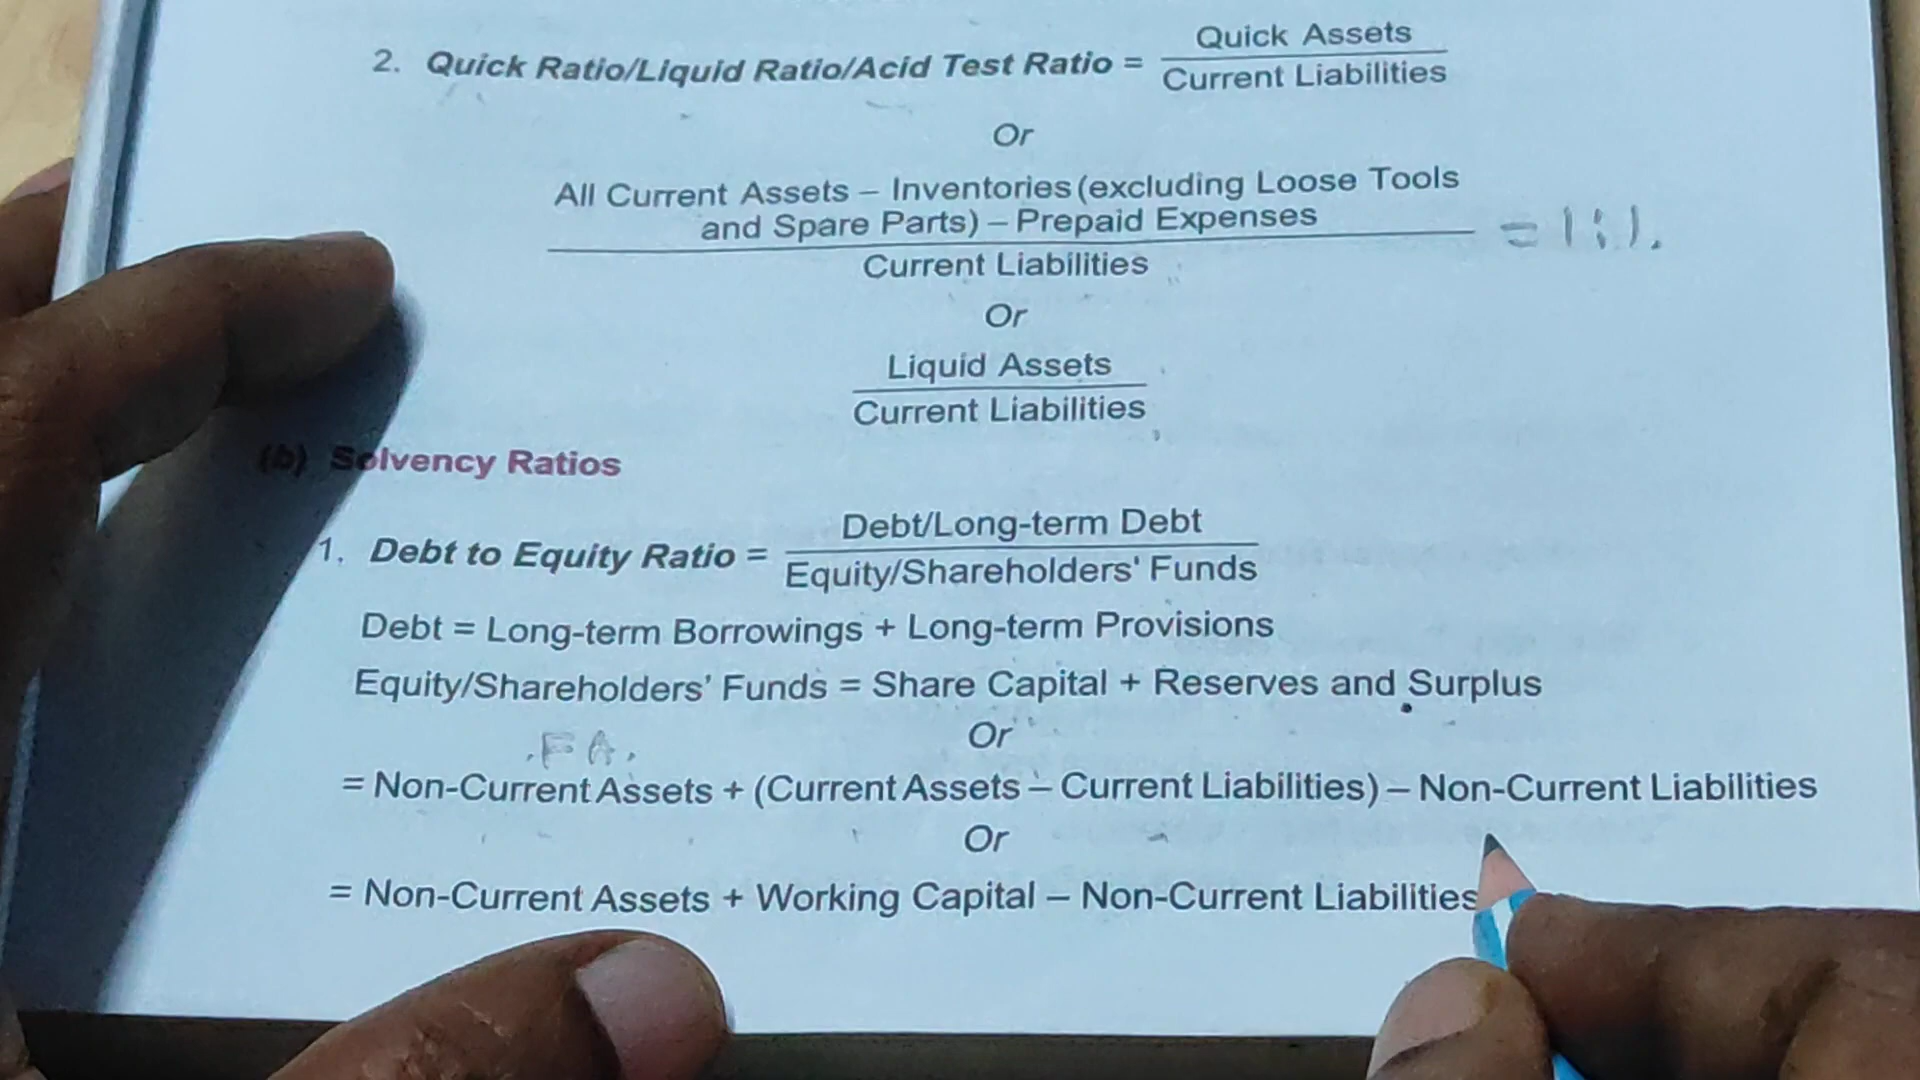 Quick Assets
2. Quick Ratio/Liquid Ratio/Acid Test Ratio =
Current Liabilities
Or
All Current Assets – Inventories (excluding Loose Tools
and Spare Parts) – Prepaid Expenses
= 1:1.
Current Liabilities
Or
Liquid Assets
Current Liabilities
(b) Solvency Ratios
Debt/Long-term Debt
1. Debt to Equity Ratio =
Equity/Shareholders' Funds
Debt = Long-term Borrowings + Long-term Provisions
Equity/Shareholders' Funds = Share Capital + Reserves and Surplus
Or
.FA.
= Non-Current Assets + (Current Assets – Current Liabilities) – Non-Current Liabilities
Or
= Non-Current Assets + Working Capital – Non-Current Liabilities